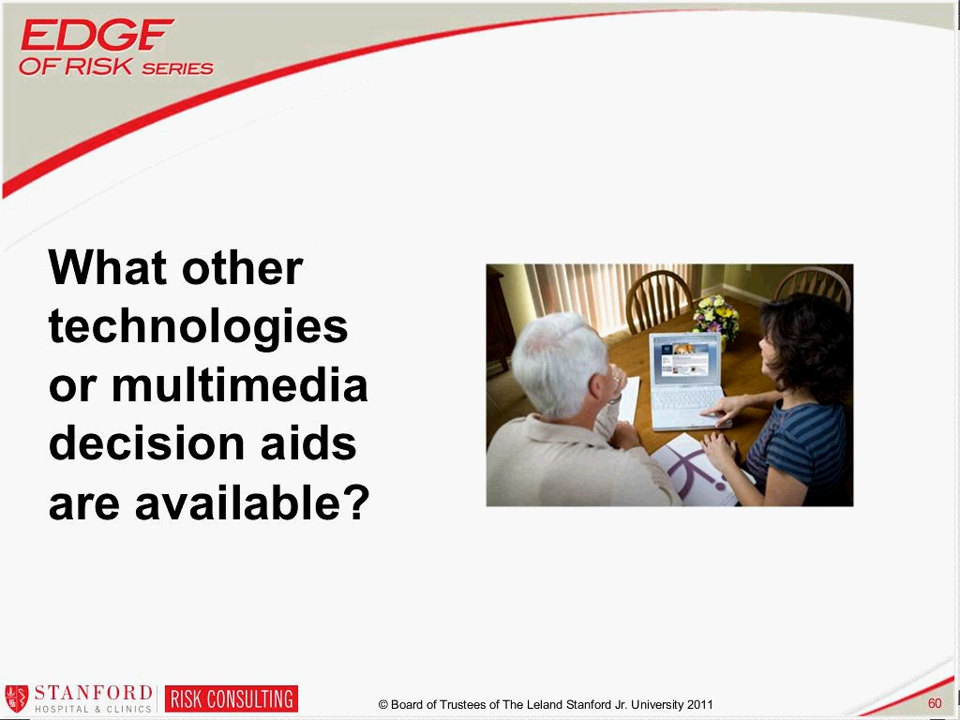 EDGE
OF RISK SERIES
What other
technologies
or multimedia
decision aids
are available?
STANFORD
HOSPITAL & CLINICS
RISK CONSULTING
© Board of Trustees of The Leland Stanford Jr. University 2011
60